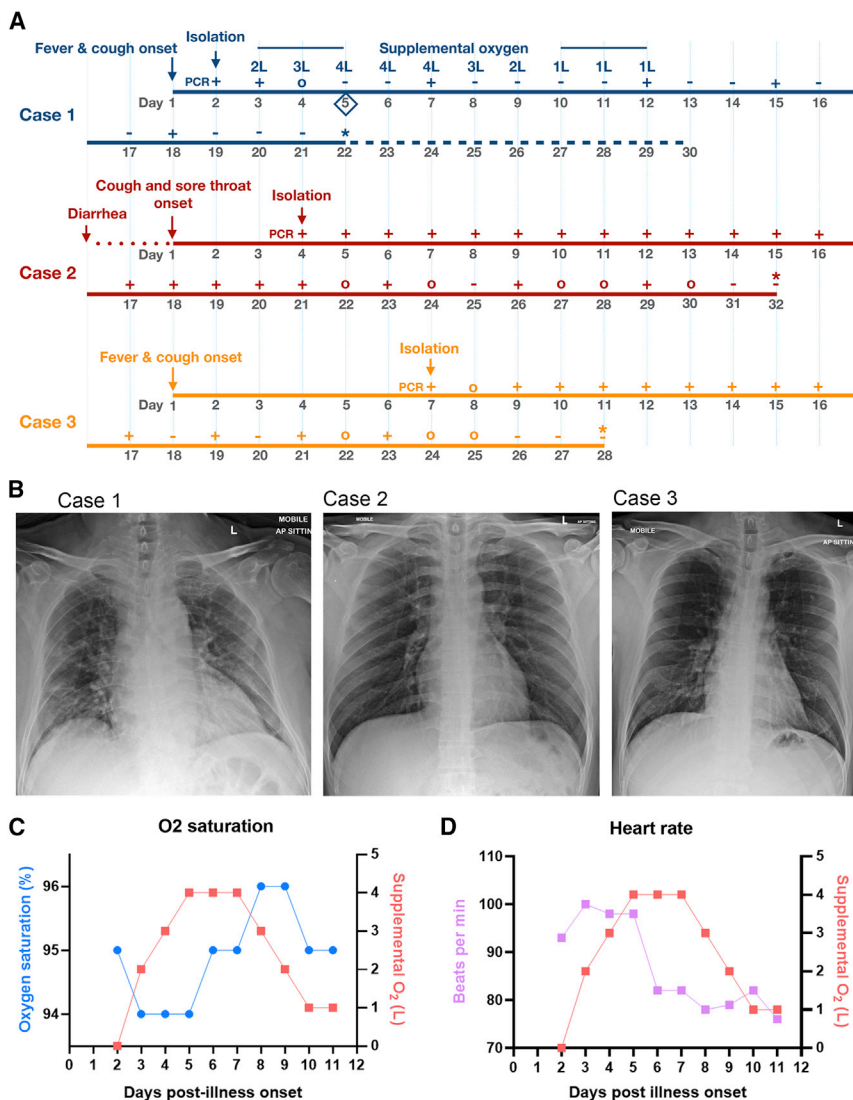 A
Fever & cough onset
Isolation
Supplemental oxygen
2L 3L 4L 4L 4L 3L 2L 1L 1L 1L
PCR + + o - - + - - - - + - - + -
Day 1 2 3 4 5 6 7 8 9 10 11 12 13 14 15 16
Case 1
- + - - - *
17 18 19 20 21 22 23 24 25 26 27 28 29 30
Cough and sore throat
onset
Isolation
Diarrhea
PCR + + + + + + + + + + + + +
Day 1 2 3 4 5 6 7 8 9 10 11 12 13 14 15 16
Case 2
+ + + + + o + o - + o o + o - - *
17 18 19 20 21 22 23 24 25 26 27 28 29 30 31 32
Fever & cough onset
Isolation
PCR + o + + + + + + + +
Day 1 2 3 4 5 6 7 8 9 10 11 12 13 14 15 16
Case 3
+ - + - + o + o o - - - *
17 18 19 20 21 22 23 24 25 26 27 28
B
Case 1
Case 2
Case 3
MOBILE
L
AP SITTIN
MOBILE
L
AP SITTING
MOBILE
L
AP SITTIN
C
O2 saturation
Oxygen saturation (%)
96
95
94
5
4
3
2
1
0
Supplemental O₂ (L)
0 1 2 3 4 5 6 7 8 9 10 11 12
Days post-illness onset
D
Heart rate
Beats per min
110
100
90
80
70
5
4
3
2
1
0
Supplemental O₂ (L)
0 1 2 3 4 5 6 7 8 9 10 11 12
Days post illness onset